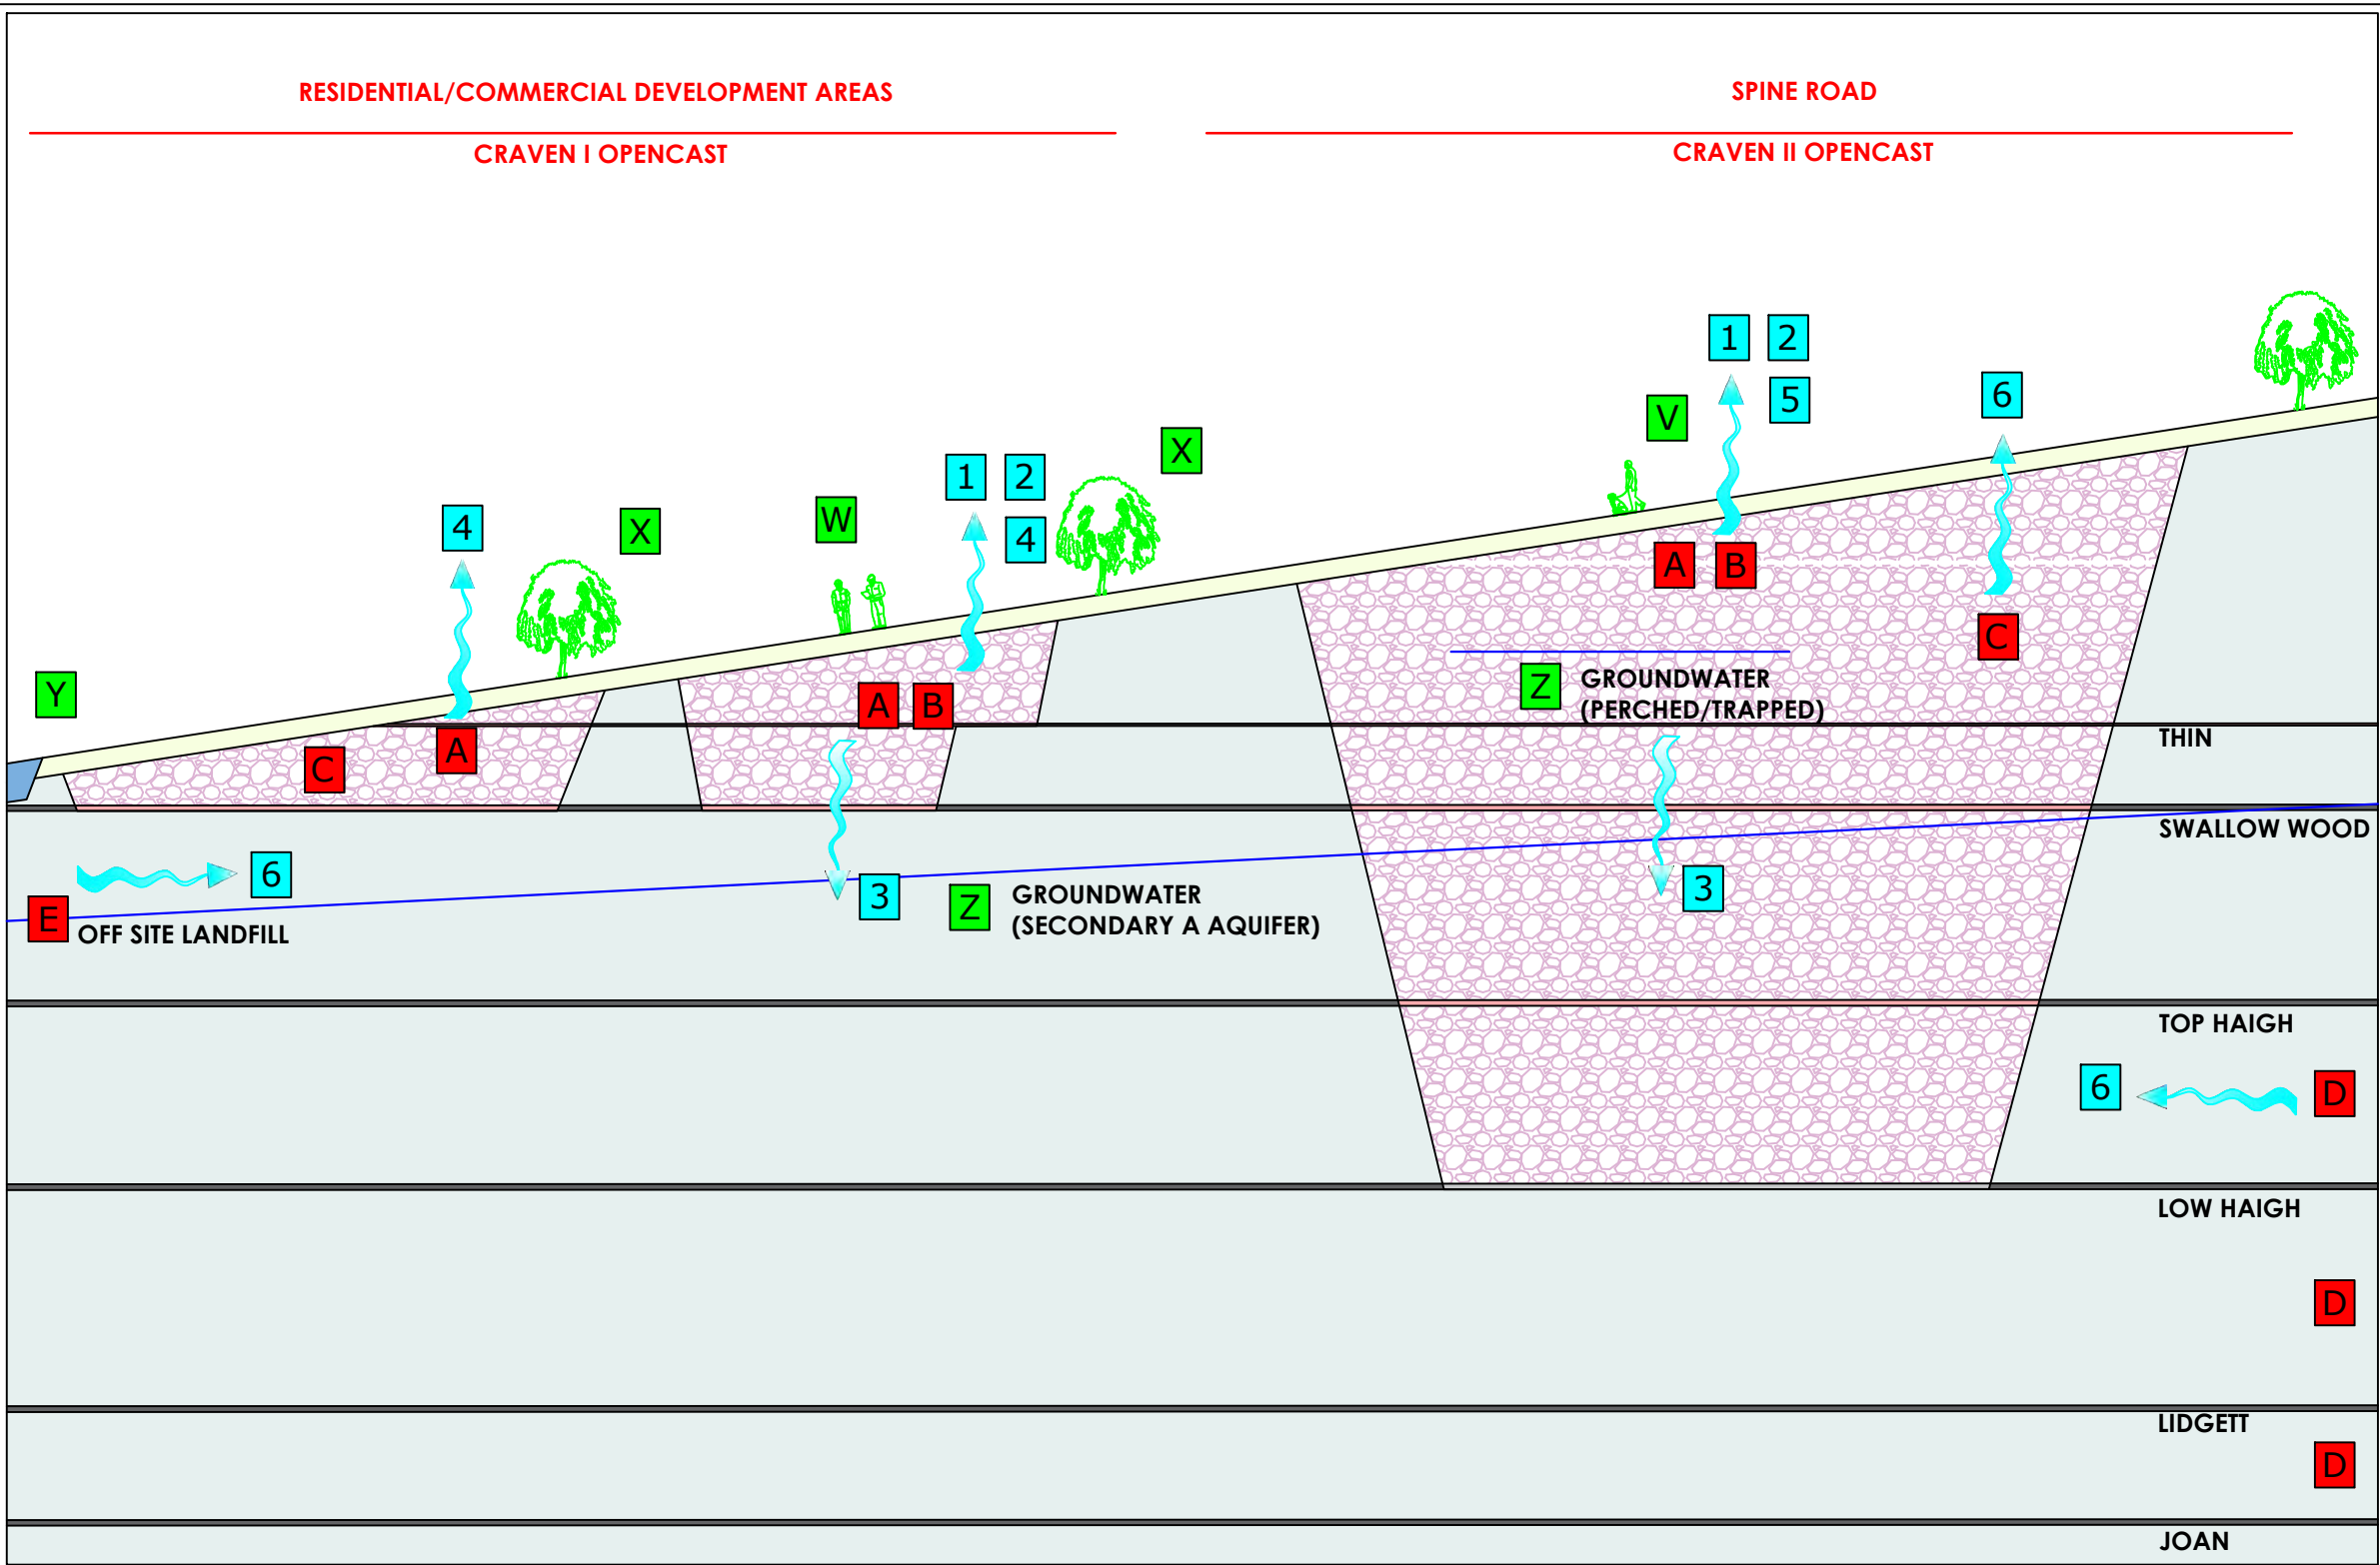 RESIDENTIAL/COMMERCIAL DEVELOPMENT AREAS
SPINE ROAD
CRAVEN I OPENCAST
CRAVEN II OPENCAST
1 2
5
6
V
X
1 2
4
W
X
4
A B
C
Z GROUNDWATER
(PERCHED/TRAPPED)
Y
A B
A
C
THIN
SWALLOW WOOD
6
3
3
Z GROUNDWATER
(SECONDARY A AQUIFER)
E OFF SITE LANDFILL
TOP HAIGH
6
D
LOW HAIGH
D
LIDGETT
D
JOAN